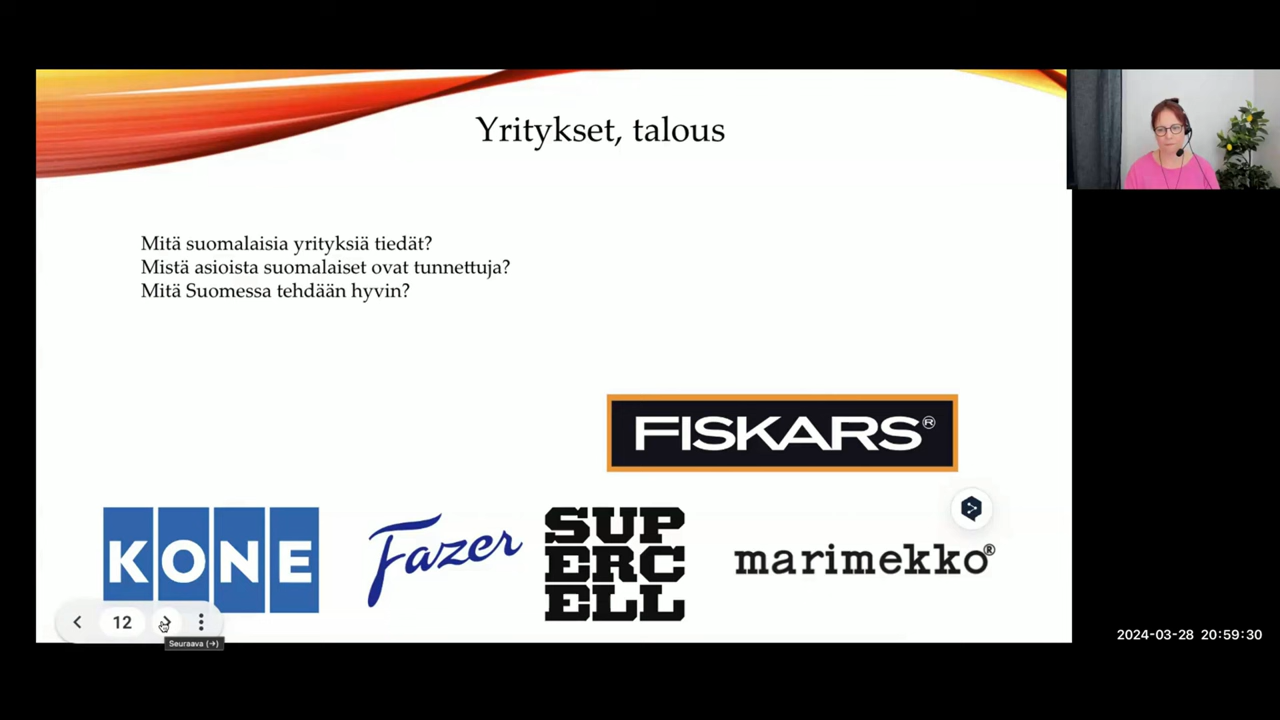 Yritykset, talous
Mitä suomalaisia yrityksiä tiedät?
Mistä asioista suomalaiset ovat tunnettuja?
Mitä Suomessa tehdään hyvin?
FISKARS®
KONE
Fazer
SUP
ERC
ELL
marimekko®
12
Seuraava (→)
2024-03-28 20:59:30